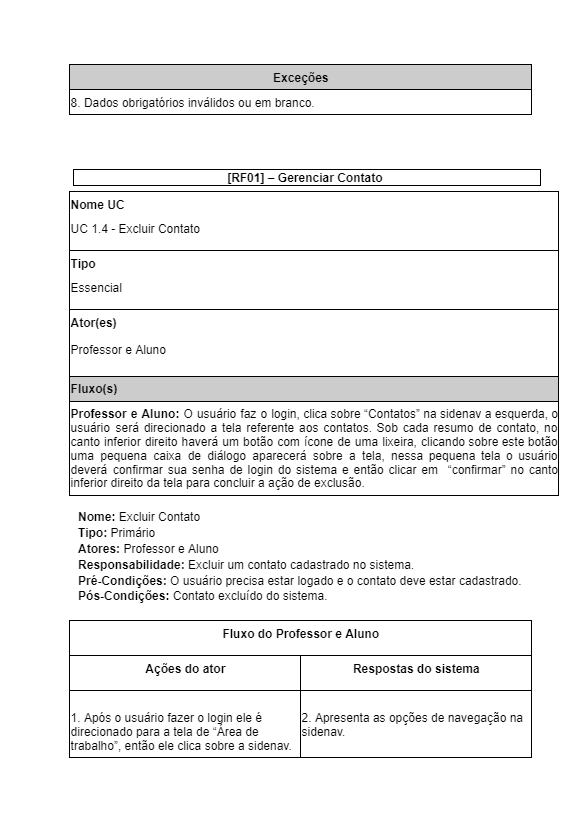 Exceções
8. Dados obrigatórios inválidos ou em branco.
[RF01] – Gerenciar Contato
Nome UC
UC 1.4 - Excluir Contato
Tipo
Essencial
Ator(es)
Professor e Aluno
Fluxo(s)
Professor e Aluno: O usuário faz o login, clica sobre “Contatos” na sidenav a esquerda, o
usuário será direcionado a tela referente aos contatos. Sob cada resumo de contato, no
canto inferior direito haverá um botão com ícone de uma lixeira, clicando sobre este botão
uma pequena caixa de diálogo aparecerá sobre a tela, nessa pequena tela o usuário
deverá confirmar sua senha de login do sistema e então clicar em “confirmar” no canto
inferior direito da tela para concluir a ação de exclusão.
Nome: Excluir Contato
Tipo: Primário
Atores: Professor e Aluno
Responsabilidade: Excluir um contato cadastrado no sistema.
Pré-Condições: O usuário precisa estar logado e o contato deve estar cadastrado.
Pós-Condições: Contato excluído do sistema.
Fluxo do Professor e Aluno
Ações do ator
Respostas do sistema
1. Após o usuário fazer o login ele é
direcionado para a tela de “Área de
trabalho”, então ele clica sobre a sidenav.
2. Apresenta as opções de navegação na
sidenav.